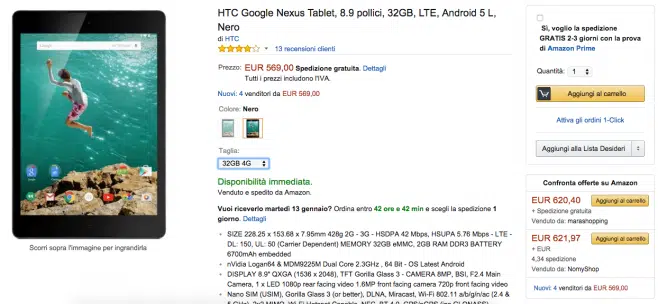 HTC Google Nexus Tablet, 8.9 pollici, 32GB, LTE, Android 5 L,
Nero
di HTC
13 recensioni clienti
Prezzo: EUR 569,00 Spedizione gratuita. Dettagli
Tutti i prezzi includono l'IVA.
Nuovi: 4 venditori da EUR 569,00
Colore: Nero
Taglia:
32GB 4G
Disponibilità immediata.
Venduto e spedito da Amazon.
Vuoi riceverlo martedì 13 gennaio? Ordina entro 42 ore e 42 min e scegli la spedizione 1
giorno. Dettagli
SIZE 228.25 x 153.68 x 7.95mm 428g 2G - 3G - HSDPA 42 Mbps, HSUPA 5.76 Mbps - LTE -
DL: 150, UL: 50 (Carrier Dependent) MEMORY 32GB eMMC, 2GB RAM DDR3 BATTERY
6700mAh embedded
nVidia Logan64 & MDM9225M Dual Core 2.3GHz , 64 Bit - OS Latest Android
DISPLAY 8.9" QXGA (1536 x 2048), TFT Gorilla Glass 3 - CAMERA 8MP, BSI, F2.4 Main
Camera, 1 x LED 1080p rear facing video 1.6MP front facing camera 720p front facing video
Nano SIM (USIM), Gorilla Glass 3 (or better), DLNA, Miracast, Wi-Fi 802.11 a/b/g/n/ac (2.4 &
Scorri sopra l'immagine per ingrandirla
Sì, voglio la spedizione
GRATIS 2-3 giorni con la prova
di Amazon Prime
Quantità: 1
Aggiungi al carrello
Attiva gli ordini 1-Click
Aggiungi alla Lista Desideri
Confronta offerte su Amazon
EUR 620,40 Aggiungi al carrello
+ Spedizione gratuita
Venduto da: marashopping
EUR 621,97 Aggiungi al carrello
+ EUR
4,34 spedizione
Venduto da: NomyShop
Nuovi: 4 venditori da EUR 569,00